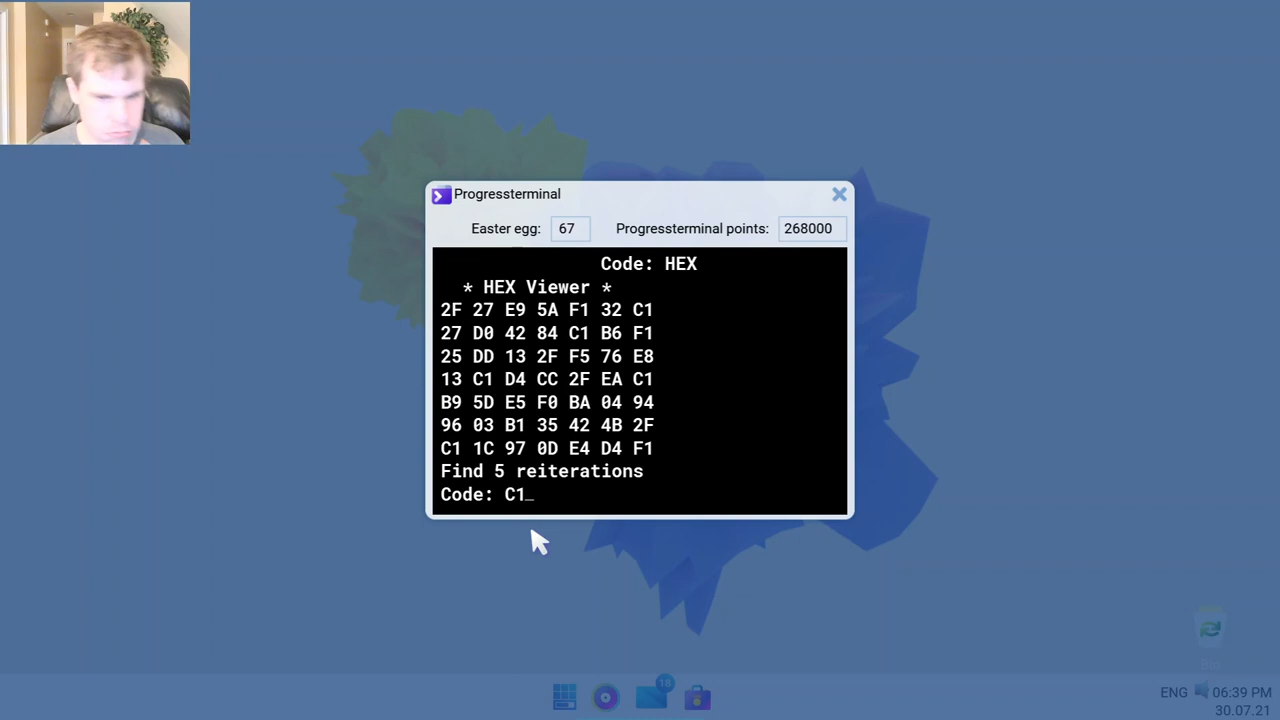 Progressterminal
Easter egg: 67 Progressterminal points: 268000
Code: HEX
* HEX Viewer *
2F 27 E9 5A F1 32 C1
27 D0 42 84 C1 B6 F1
25 DD 13 2F F5 76 E8
13 C1 D4 CC 2F EA C1
B9 5D E5 F0 BA 04 94
96 03 B1 35 42 4B 2F
C1 1C 97 0D E4 D4 F1
Find 5 reiterations
Code: C1_
Bin
18
ENG 06:39 PM
30.07.21